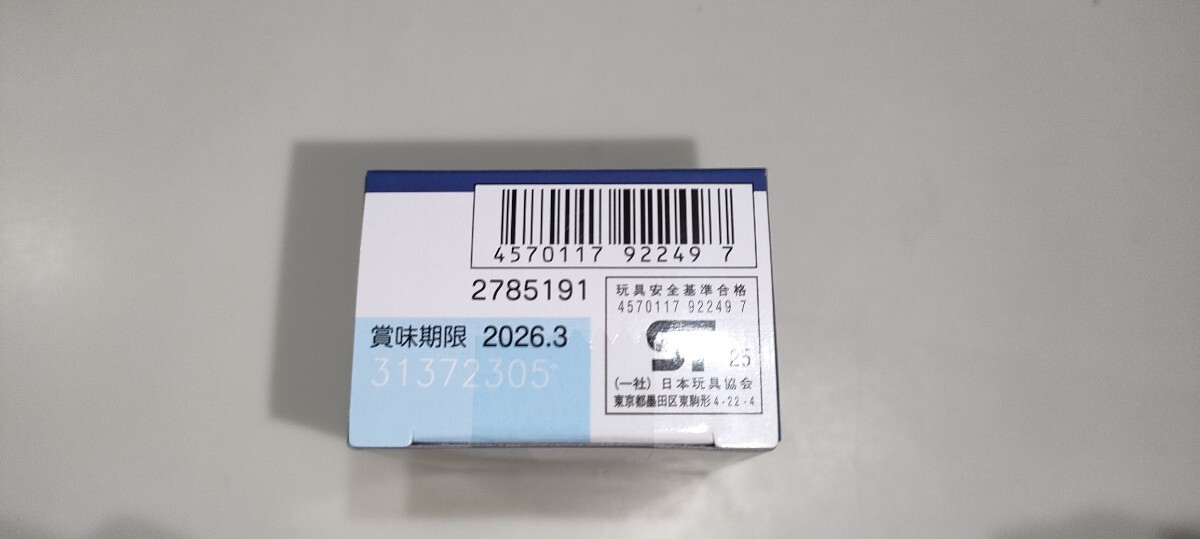 4570117 92249 7
2785191
賞味期限 2026.3
31372305
玩具安全基準合格
4570117 92249 7
ST 25
(一社) 日本玩具協会
東京都墨田区東駒形4-22-4